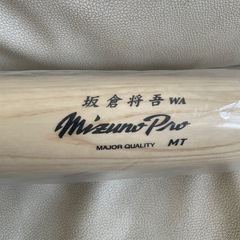 坂倉将吾 WA
Mizuno Pro
MAJOR QUALITY MT